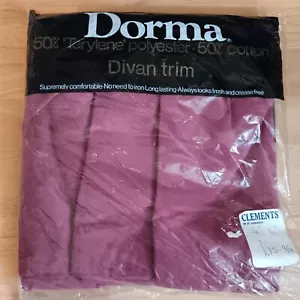 Dorma®
50% 'Terylene' polyester · 50% cotton
Divan trim
Supremely comfortable · No need to iron · Long lasting · Always looks fresh and crease free
CLEMENTS